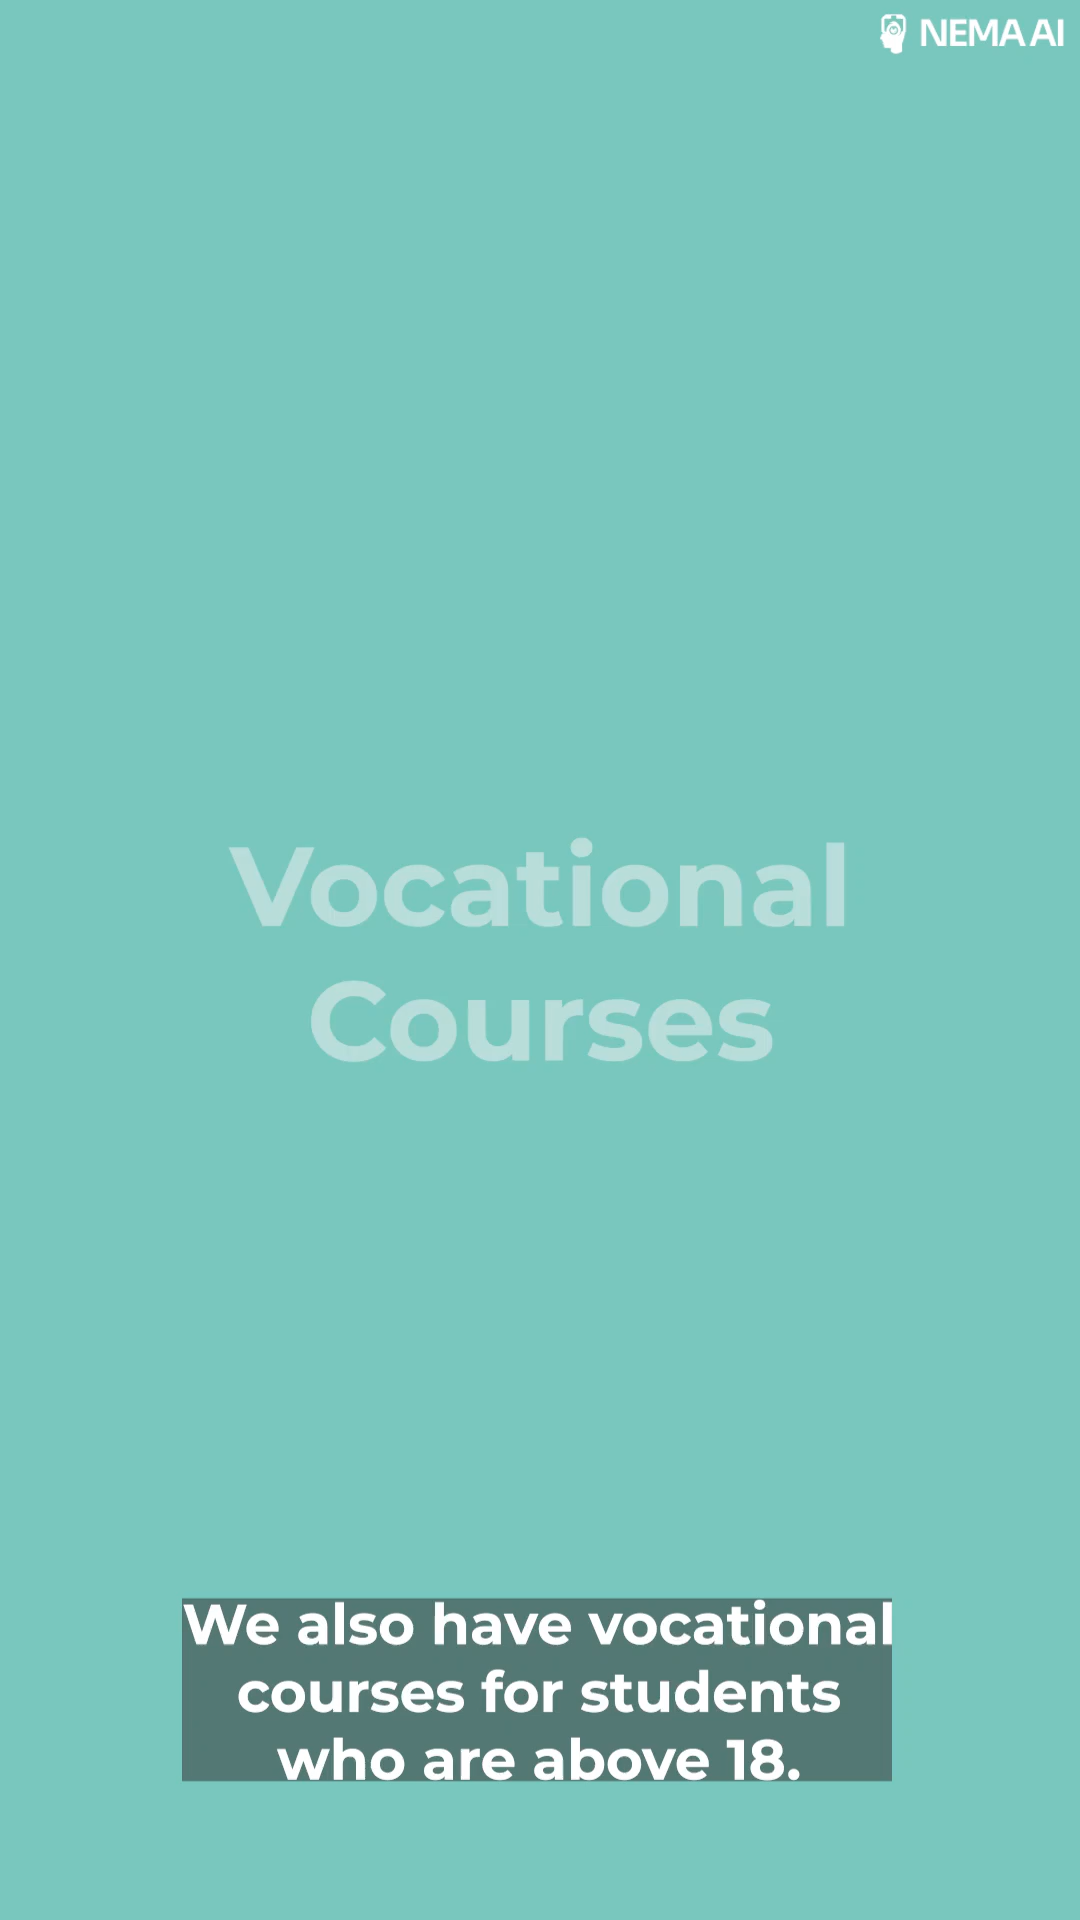 NEMA AI
Vocational
Courses
We also have vocational
courses for students
who are above 18.